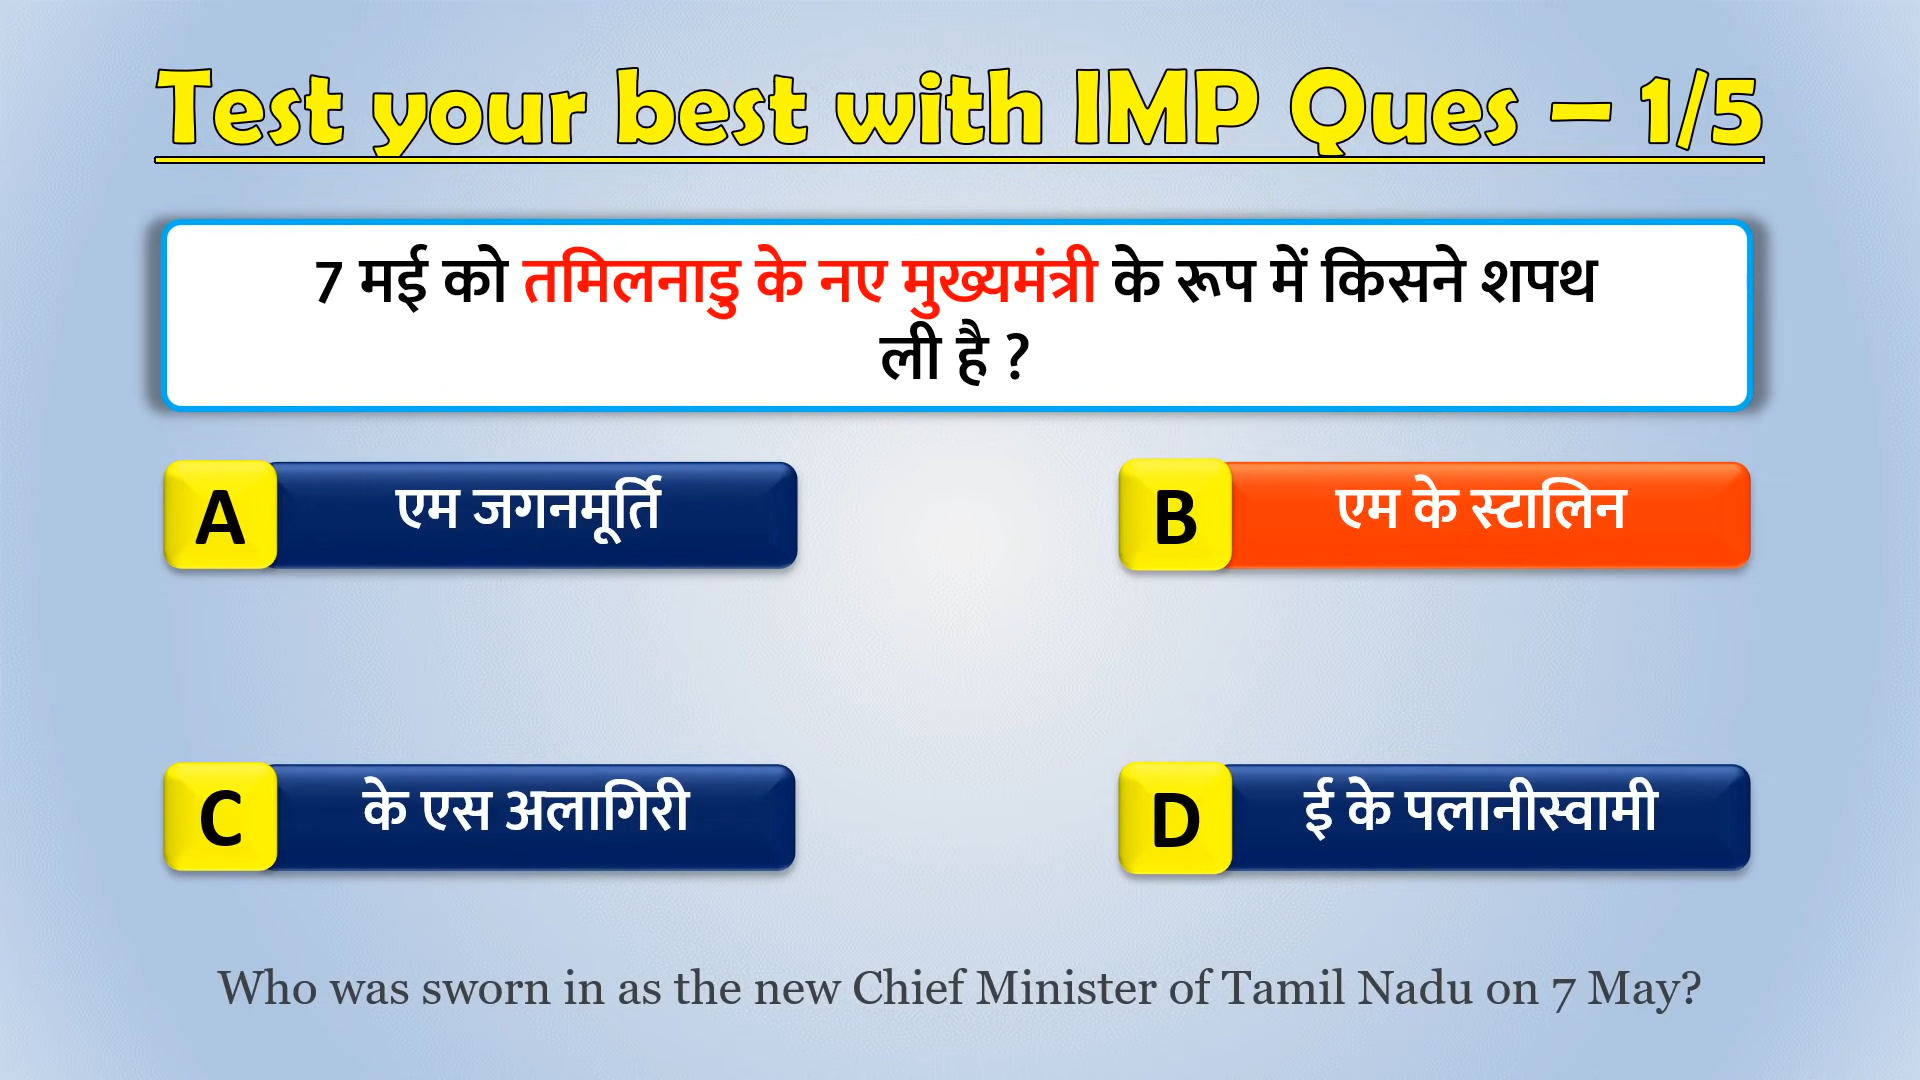 Test your best with IMP Ques – 1/5
7 मई को तमिलनाडु के नए मुख्यमंत्री के रूप में किसने शपथ
ली है ?
A एम जगनमूर्ति
B एम के स्टालिन
C के एस अलागिरी
D ई के पलानीस्वामी
Who was sworn in as the new Chief Minister of Tamil Nadu on 7 May?